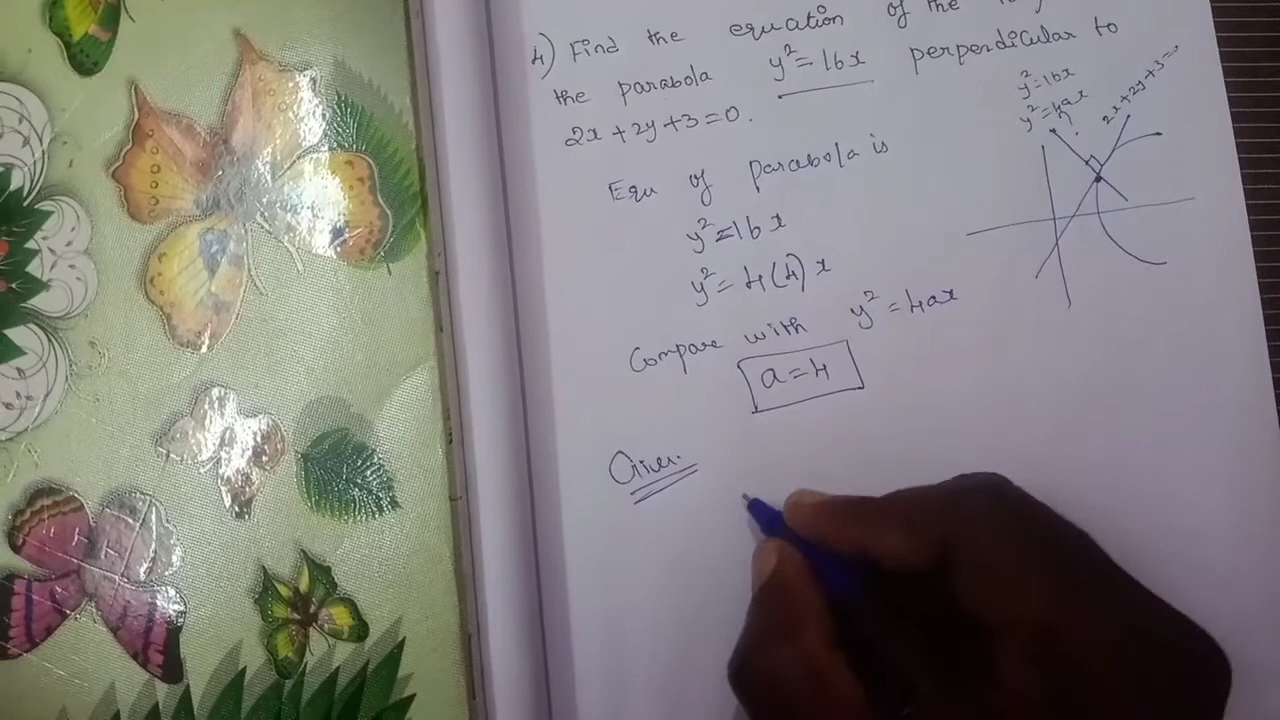 4) Find the equation of the
the parabola y² = 16x perpendicular to
2x + 2y + 3 = 0.
Equ of parabola is
y² = 16x
y² = 4(4)x
Compare with y² = 4ax
a = 4
Given.
y² = 16x
y² = 4ax
2x + 2y + 3 =